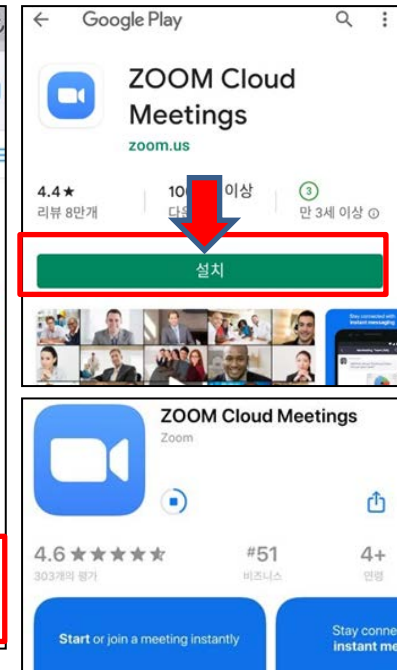 Google Play
ZOOM Cloud
Meetings
zoom.us
4.4★
이상
3
리뷰 8만개
만 3세 이상
설치
Stay connected with
instant messaging
ZOOM Cloud Meetings
Zoom
4.6 ★★★★★
#51
4+
303개의 평가
비즈니스
연령
Start or join a meeting instantly
Stay conne
instant me